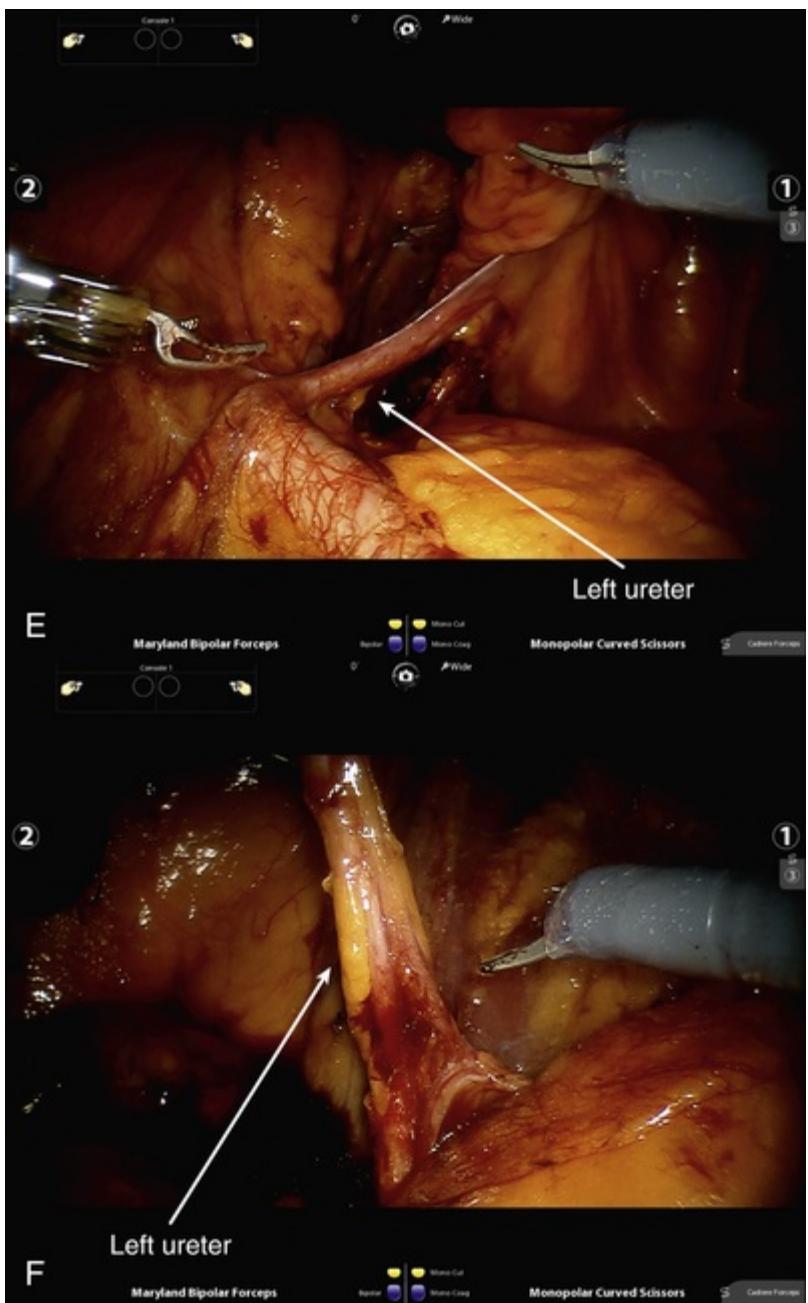 Console 1
0°
Wide
2
1
3
Left ureter
E
Maryland Bipolar Forceps
Bipolar
Mono Cut
Mono Coag
Monopolar Curved Scissors
Cadiere Forceps
Console 1
0°
Wide
2
1
3
Left ureter
F
Maryland Bipolar Forceps
Bipolar
Mono Cut
Mono Coag
Monopolar Curved Scissors
Cadiere Forceps